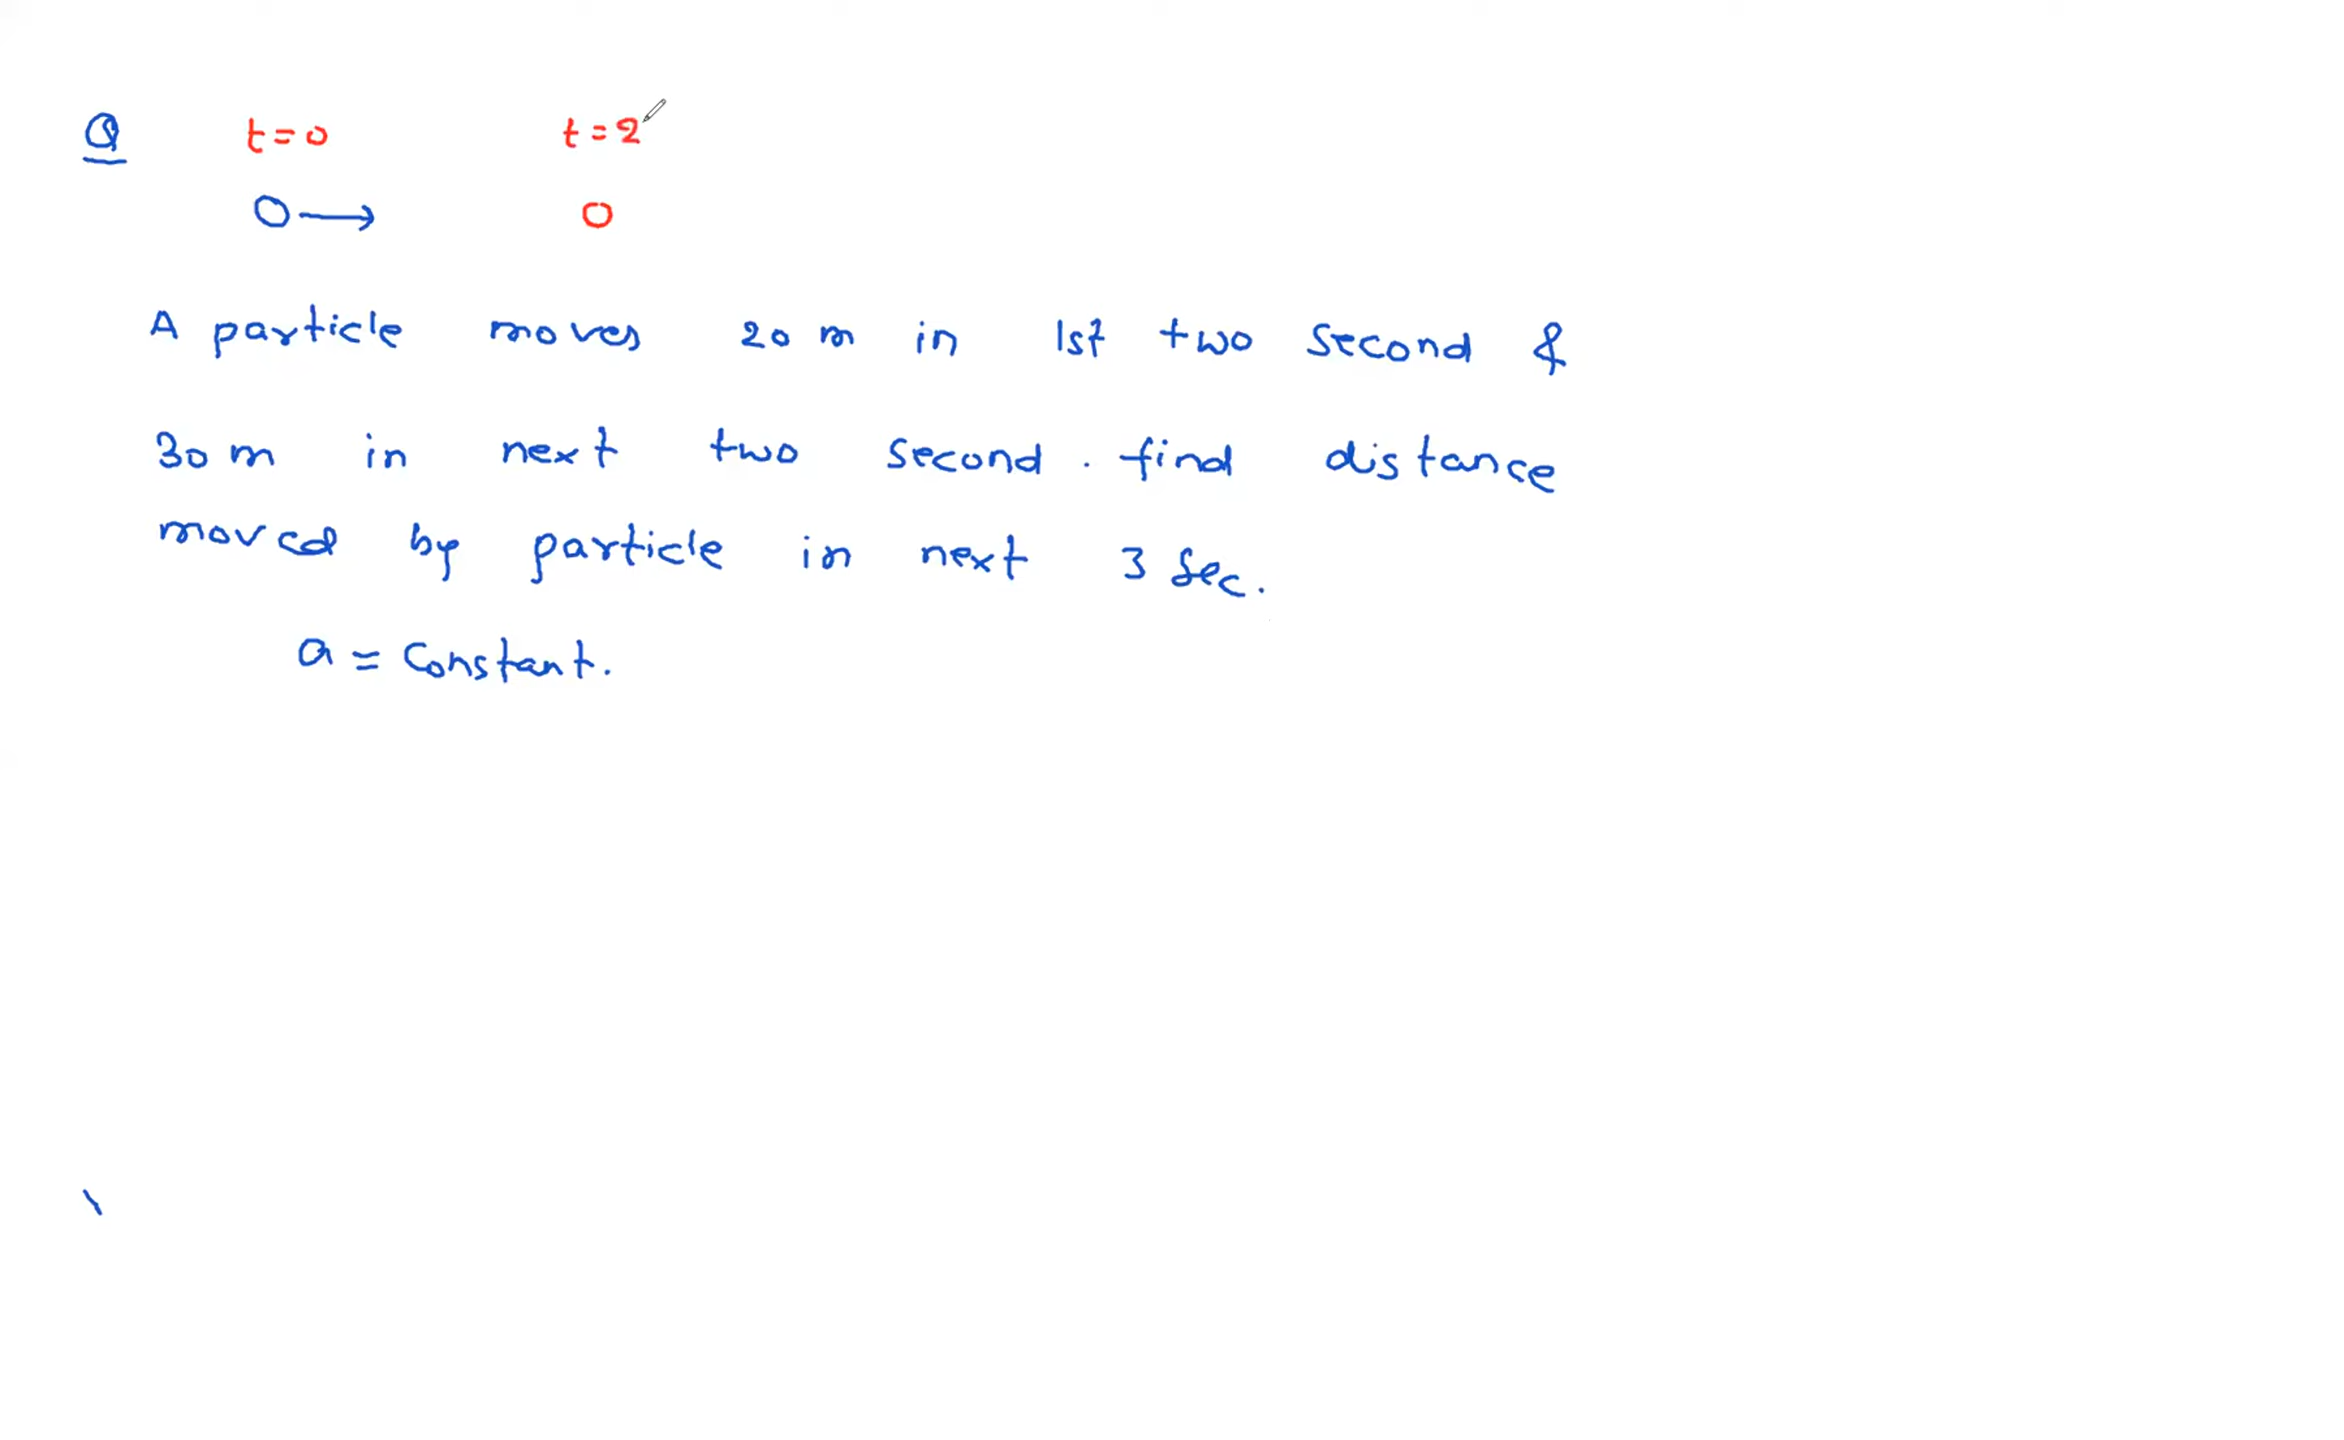 Q t=0 t=2
A particle moves 20 m in 1st two second &
30 m in next two second. find distance
moved by particle in next 3 sec.
a = constant.